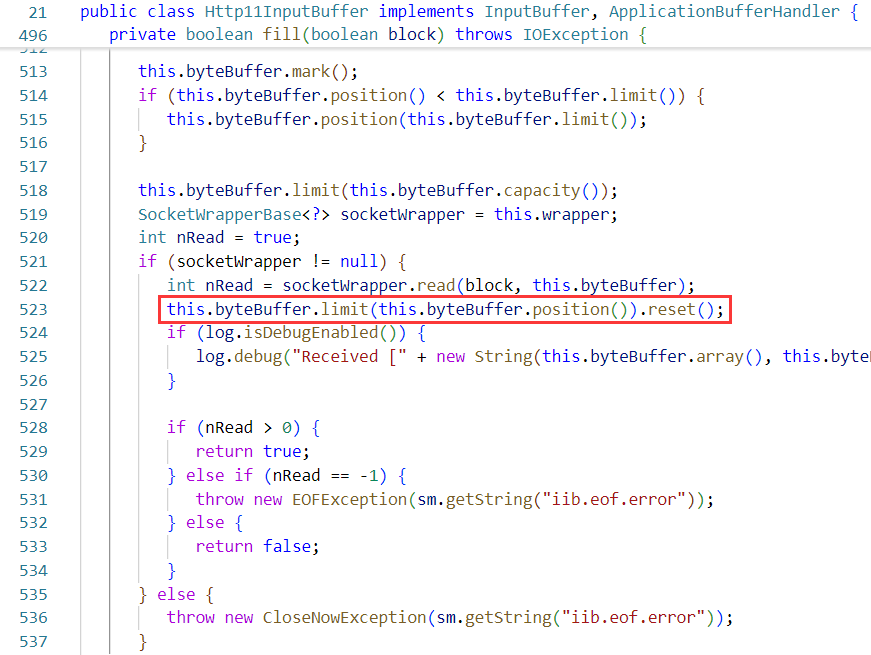 21 public class Http11InputBuffer implements InputBuffer, ApplicationBufferHandler {
496 private boolean fill(boolean block) throws IOException {
512
513 this.byteBuffer.mark();
514 if (this.byteBuffer.position() < this.byteBuffer.limit()) {
515 this.byteBuffer.position(this.byteBuffer.limit());
516 }
517
518 this.byteBuffer.limit(this.byteBuffer.capacity());
519 SocketWrapperBase<?> socketWrapper = this.wrapper;
520 int nRead = true;
521 if (socketWrapper != null) {
522 int nRead = socketWrapper.read(block, this.byteBuffer);
523 this.byteBuffer.limit(this.byteBuffer.position()).reset();
524 if (log.isDebugEnabled()) {
525 log.debug("Received [" + new String(this.byteBuffer.array(), this.byte
526 }
527
528 if (nRead > 0) {
529 return true;
530 } else if (nRead == -1) {
531 throw new EOFException(sm.getString("iib.eof.error"));
532 } else {
533 return false;
534 }
535 } else {
536 throw new CloseNowException(sm.getString("iib.eof.error"));
537 }